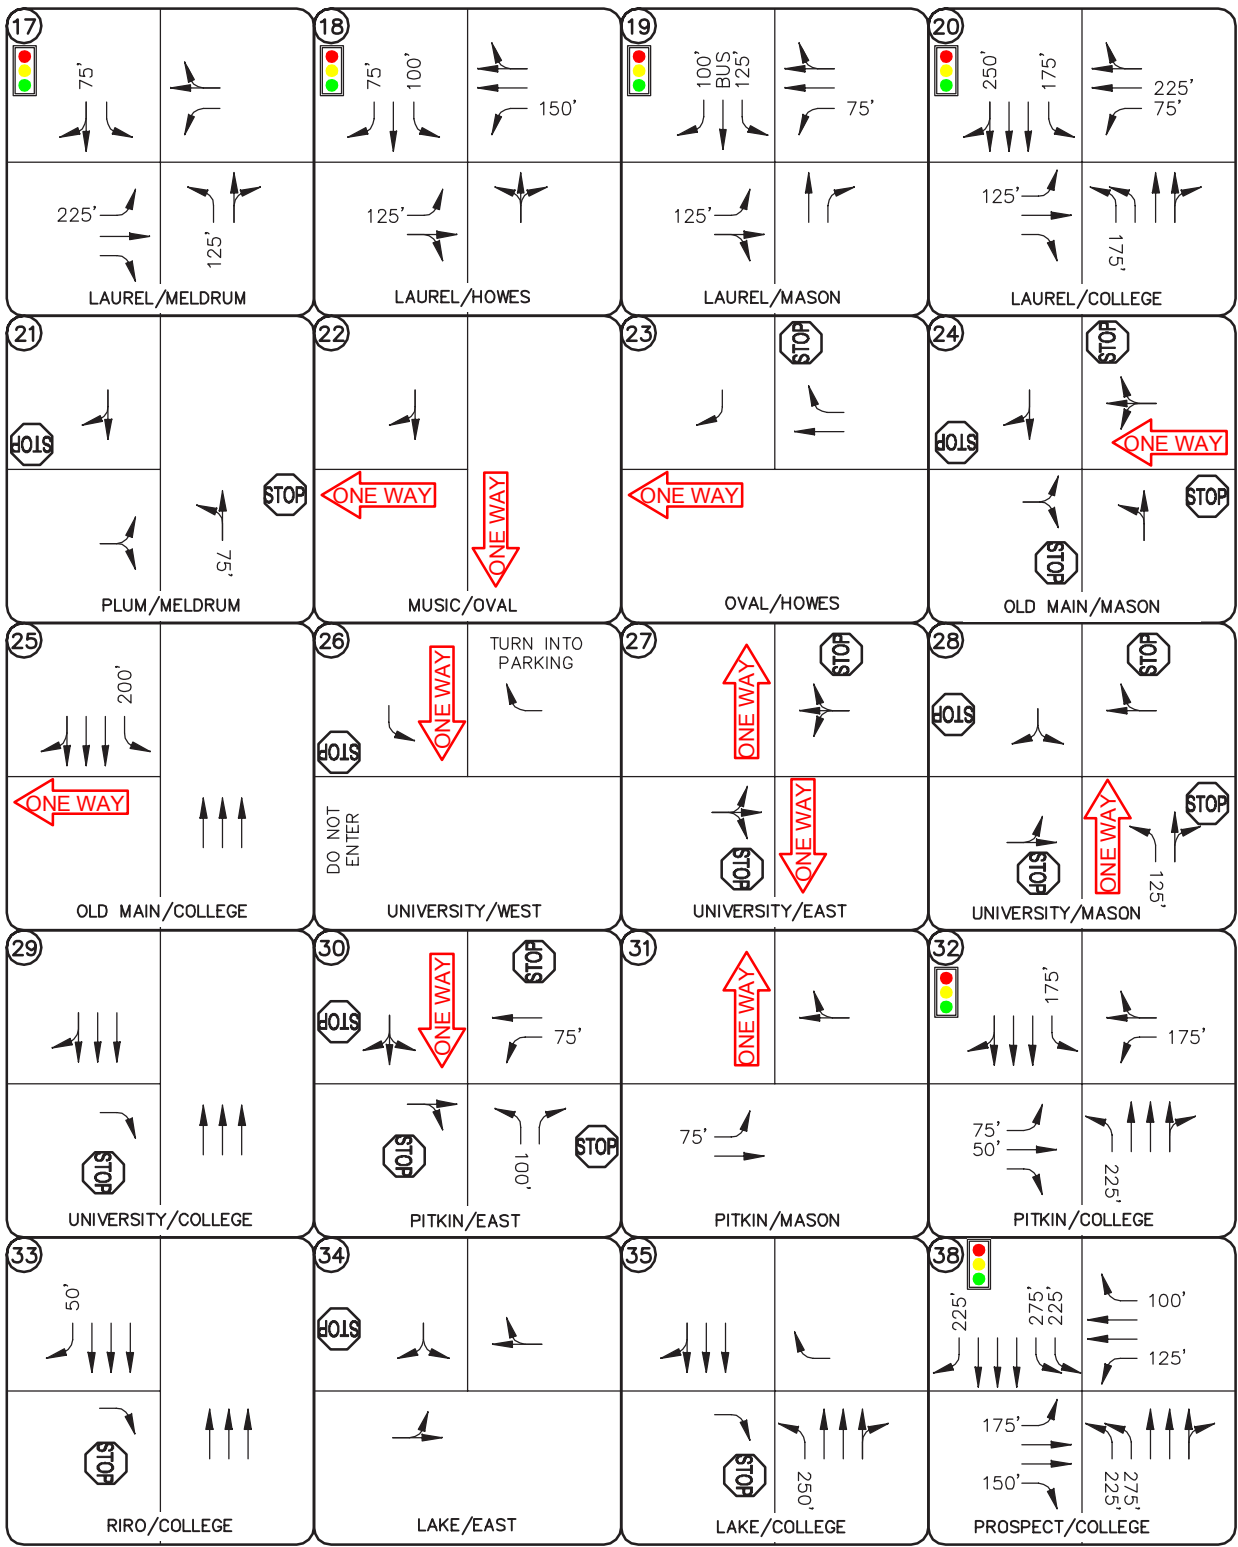 17
75'
225'
125'
LAUREL/MELDRUM
18
75'
100'
150'
125'
LAUREL/HOWES
19
100'
BUS
125'
75'
125'
LAUREL/MASON
20
250'
175'
225'
75'
125'
175'
LAUREL/COLLEGE
21
STOP
STOP
75'
PLUM/MELDRUM
22
ONE WAY
ONE WAY
MUSIC/OVAL
23
STOP
ONE WAY
OVAL/HOWES
24
STOP
STOP
ONE WAY
STOP
STOP
OLD MAIN/MASON
25
200'
ONE WAY
OLD MAIN/COLLEGE
26
ONE WAY
TURN INTO
PARKING
STOP
DO NOT
ENTER
UNIVERSITY/WEST
27
ONE WAY
STOP
STOP
ONE WAY
UNIVERSITY/EAST
28
STOP
STOP
STOP
ONE WAY
STOP
125'
UNIVERSITY/MASON
29
STOP
UNIVERSITY/COLLEGE
30
STOP
ONE WAY
STOP
75'
STOP
100'
STOP
PITKIN/EAST
31
ONE WAY
75'
PITKIN/MASON
32
175'
175'
75'
50'
225'
PITKIN/COLLEGE
33
50'
STOP
RIRO/COLLEGE
34
STOP
LAKE/EAST
35
STOP
250'
LAKE/COLLEGE
38
225'
275'
225'
100'
125'
175'
150'
225'
275'
PROSPECT/COLLEGE